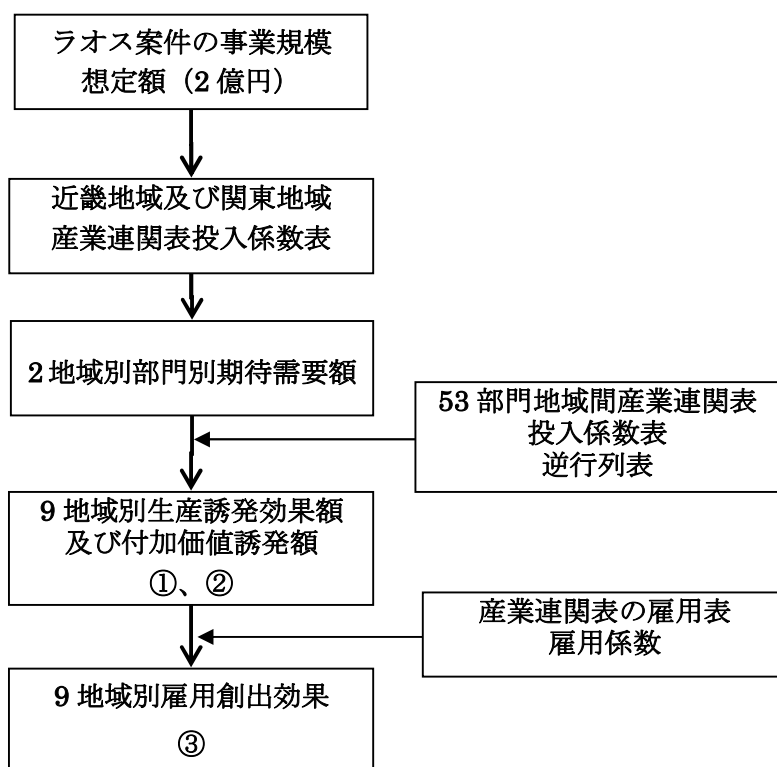 ラオス案件の事業規模
想定額（2億円）
近畿地域及び関東地域
産業連関表投入係数表
2地域別部門別期待需要額
53部門地域間産業連関表
投入係数表
逆行列表
9地域別生産誘発効果額
及び付加価値誘発額
①、②
産業連関表の雇用表
雇用係数
9地域別雇用創出効果
③